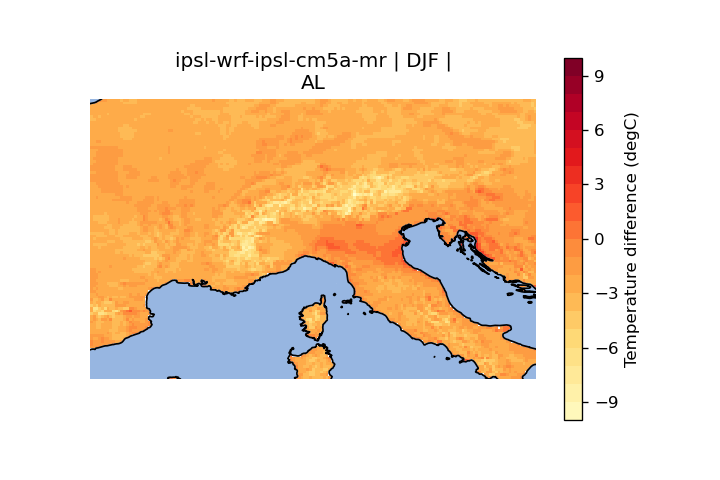 ipsl-wrf-ipsl-cm5a-mr | DJF |
AL
9
6
3
0
−3
−6
−9
Temperature difference (degC)